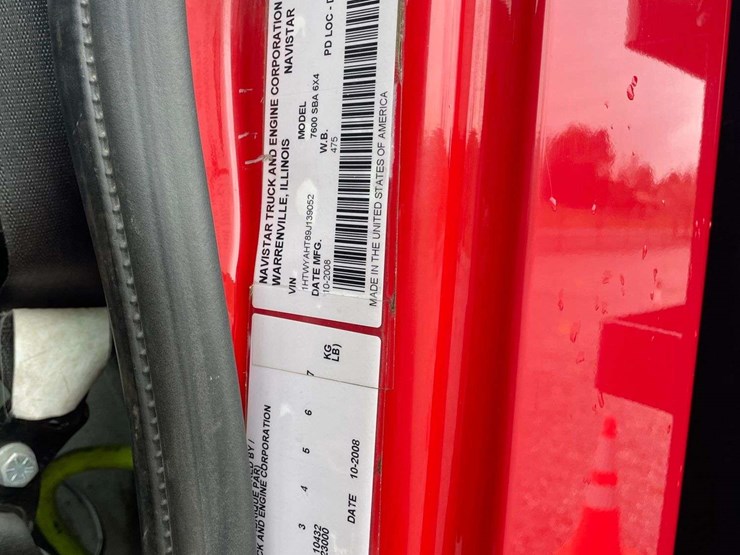 NAVISTAR TRUCK AND ENGINE CORPORATION
WARRENVILLE, ILLINOIS NAVISTAR
VIN MODEL
1HTWYAHT89J139052 7600 SBA 6X4
DATE MFG. W.B. PD LOC -
10-2008 475
MADE IN THE UNITED STATES OF AMERICA
BY /
AND ENGINE CORPORATION
3 4 5 6 7 KG
10432 LB)
23000
DATE 10-2008